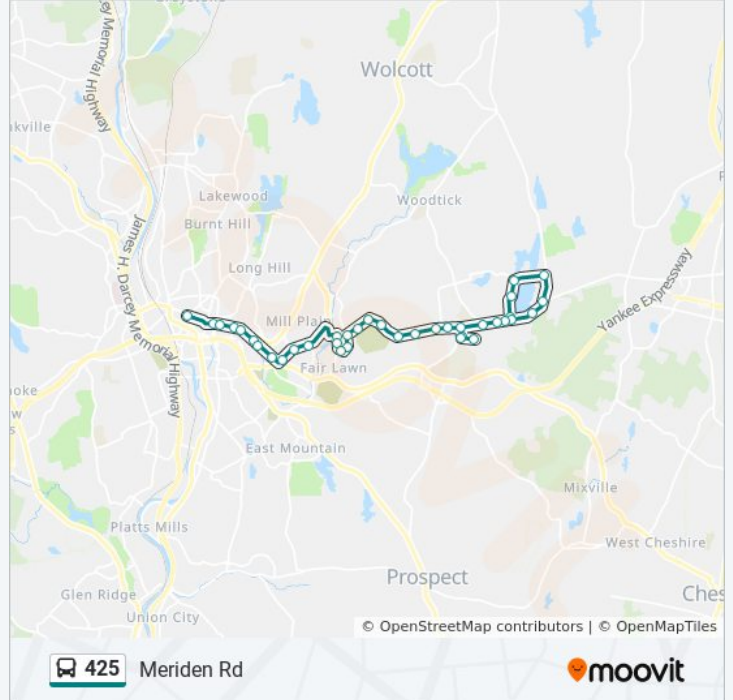 ey Memorial Highway
Wolcott
kville
Lakewood
Woodtick
Burnt Hill
James H. Darcey Memorial Highway
Long Hill
Yankee Expressway
Mill Plain
Fair Lawn
oke
w
s
East Mountain
Mixville
Platts Mills
West Cheshire
Prospect
Glen Ridge
Ches
Union City
© OpenStreetMap contributors | © OpenMapTiles
425 Meriden Rd
moovit